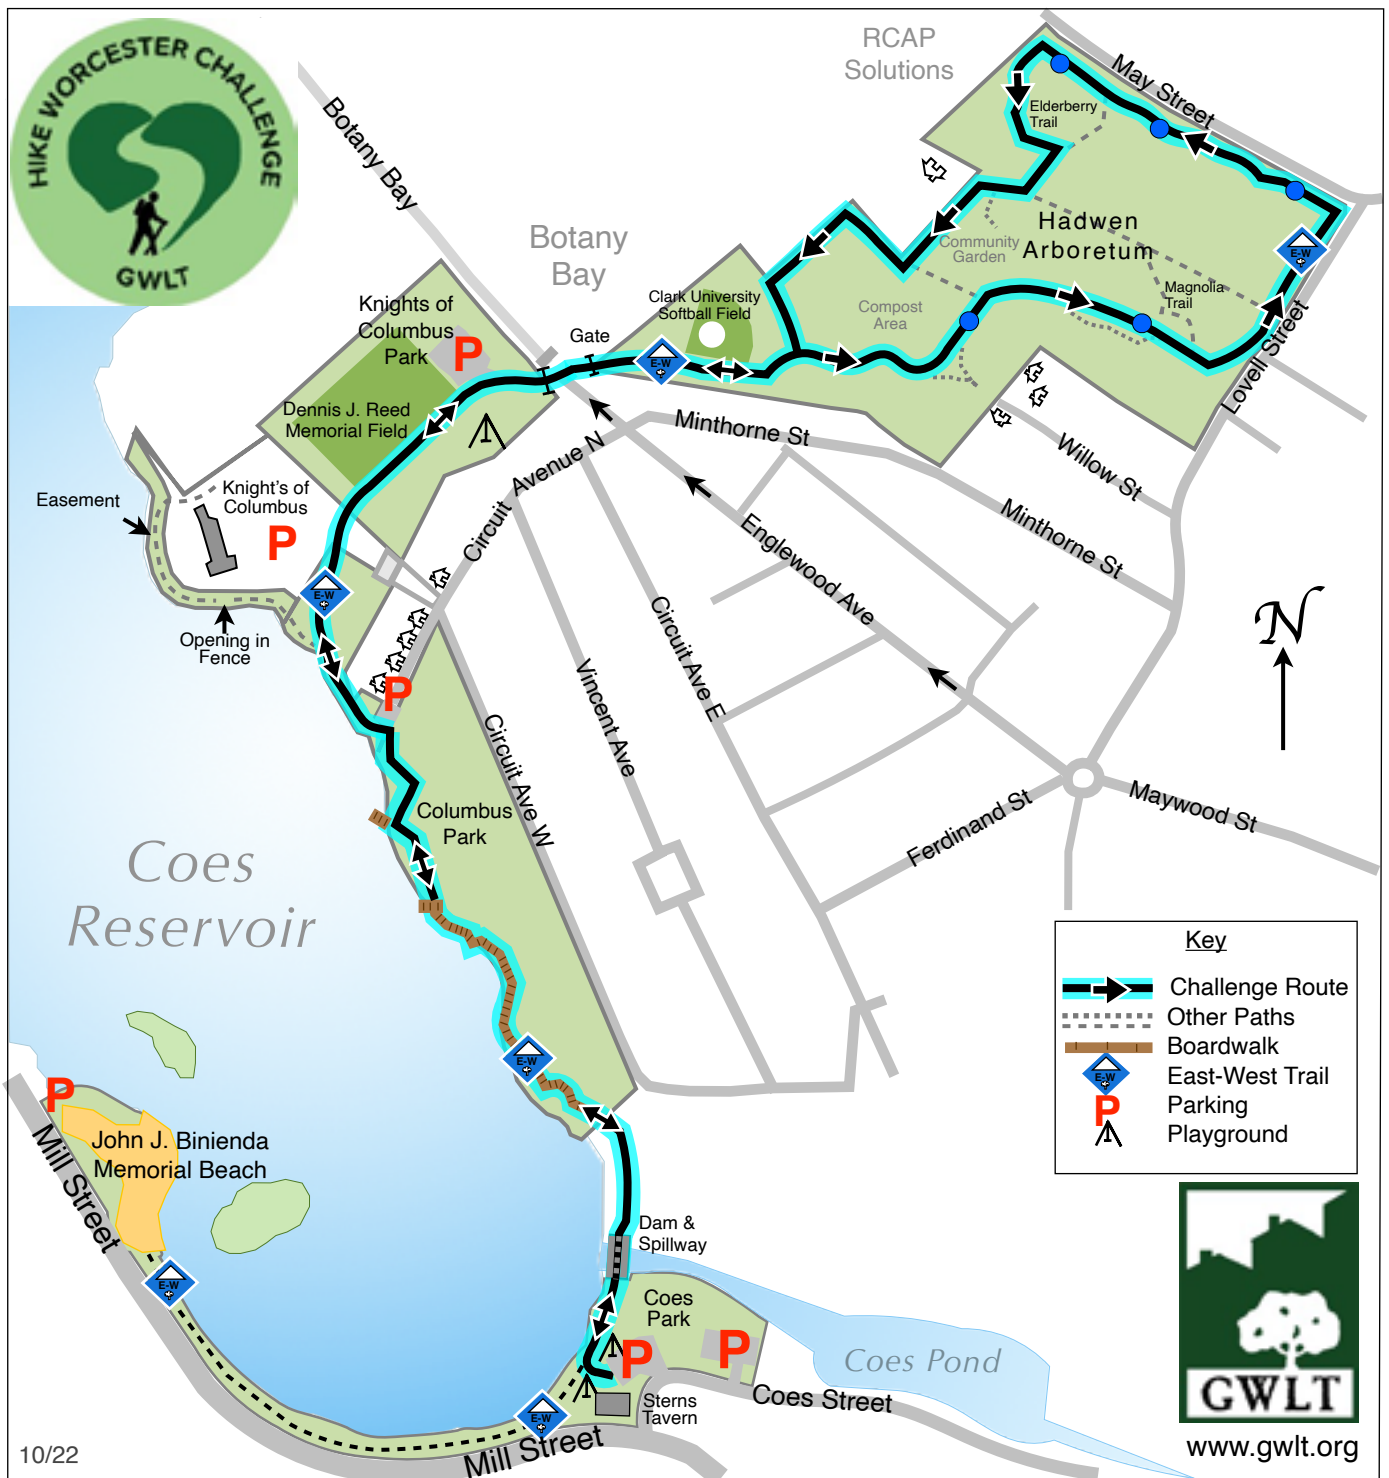 HIKE WORCESTER CHALLENGE
GWLT
RCAP
Solutions
May Street
Botany Bay
Elderberry
Trail
Botany
Bay
Hadwen
Arboretum
Community
Garden
E-W
Magnolia
Trail
Clark University
Softball Field
Compost
Area
Knights of
Columbus
Park
P
Gate
E-W
Lovell Street
Dennis J. Reed
Memorial Field
Minthorne St
Willow St
Easement
Knight's of
Columbus
P
Circuit Avenue N
Minthorne St
Englewood Ave
E-W
Opening in
Fence
Circuit Ave E
N
P
Vincent Ave
Circuit Ave W
Columbus
Park
Ferdinand St
Maywood St
Coes
Reservoir
Key
Challenge Route
Other Paths
Boardwalk
E-W
East-West Trail
P
Parking
Playground
E-W
P
John J. Binienda
Memorial Beach
Mill Street
Dam &
Spillway
E-W
Coes
Park
P
P
Coes Pond
Coes Street
Sterns
Tavern
E-W
Mill Street
GWLT
www.gwlt.org
10/22